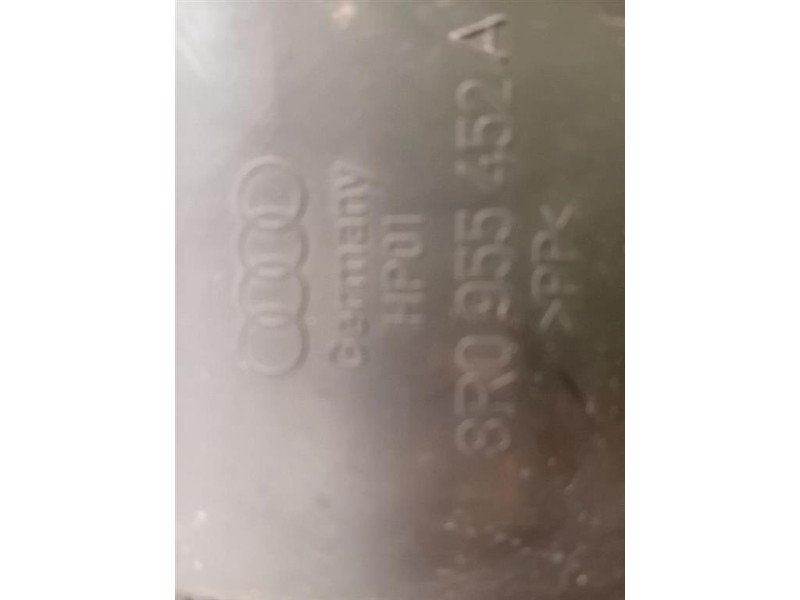 Germany
HP01
8R0 955 452 A
>PP<